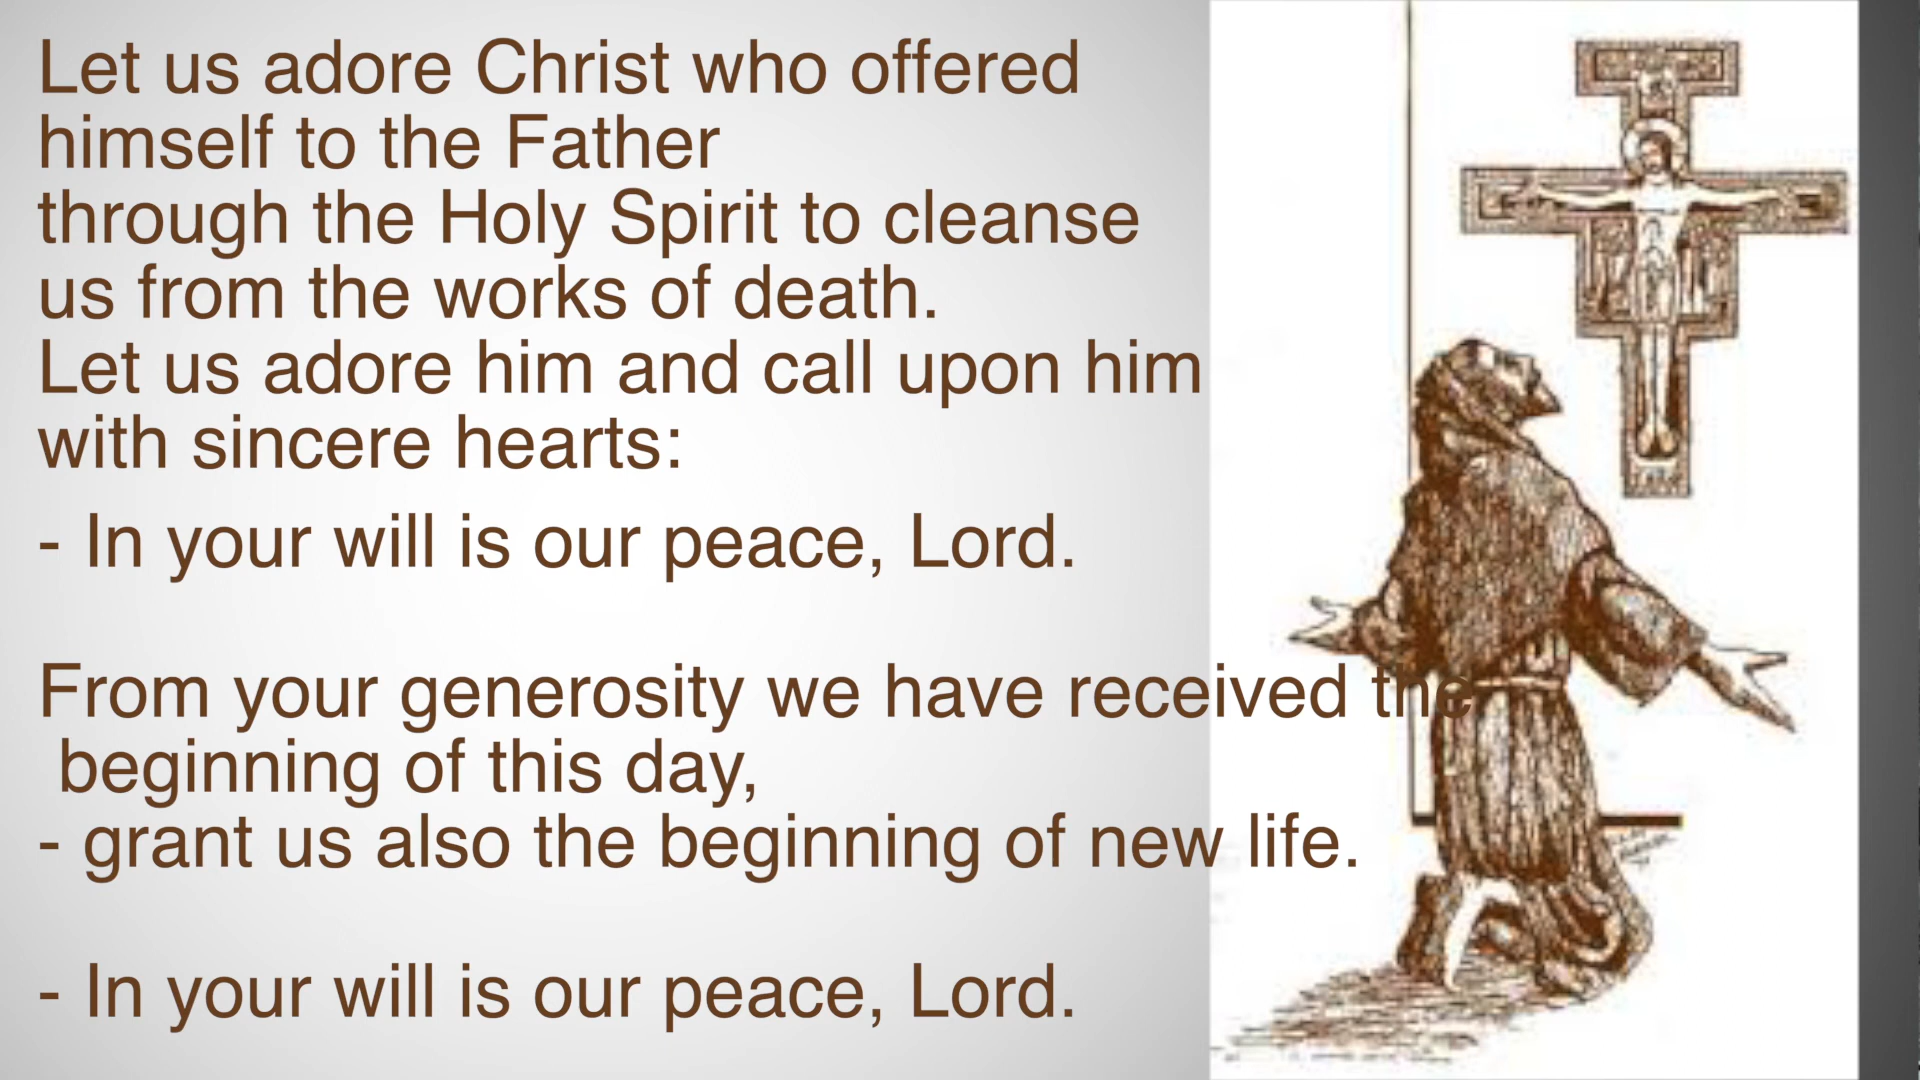 Let us adore Christ who offered
himself to the Father
through the Holy Spirit to cleanse
us from the works of death.
Let us adore him and call upon him
with sincere hearts:
- In your will is our peace, Lord.
From your generosity we have received the
beginning of this day,
- grant us also the beginning of new life.
- In your will is our peace, Lord.